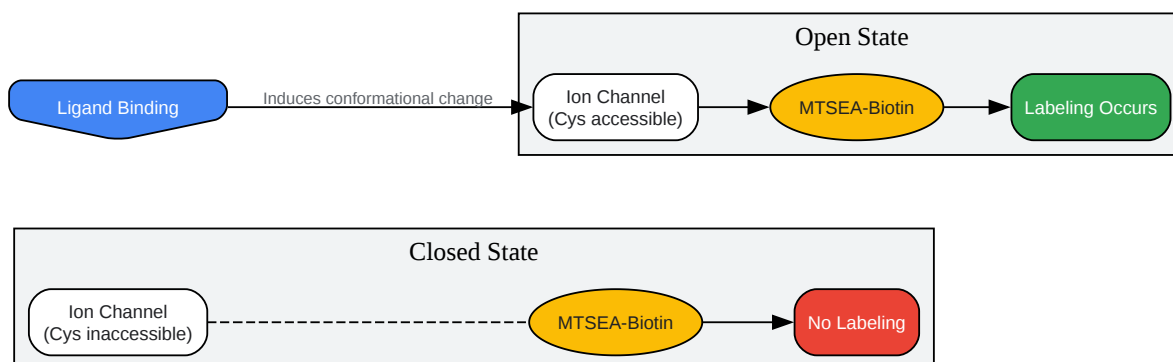 Open State
Ligand Binding
Induces conformational change
Ion Channel
(Cys accessible)
MTSEA-Biotin
Labeling Occurs
Closed State
Ion Channel
(Cys inaccessible)
MTSEA-Biotin
No Labeling